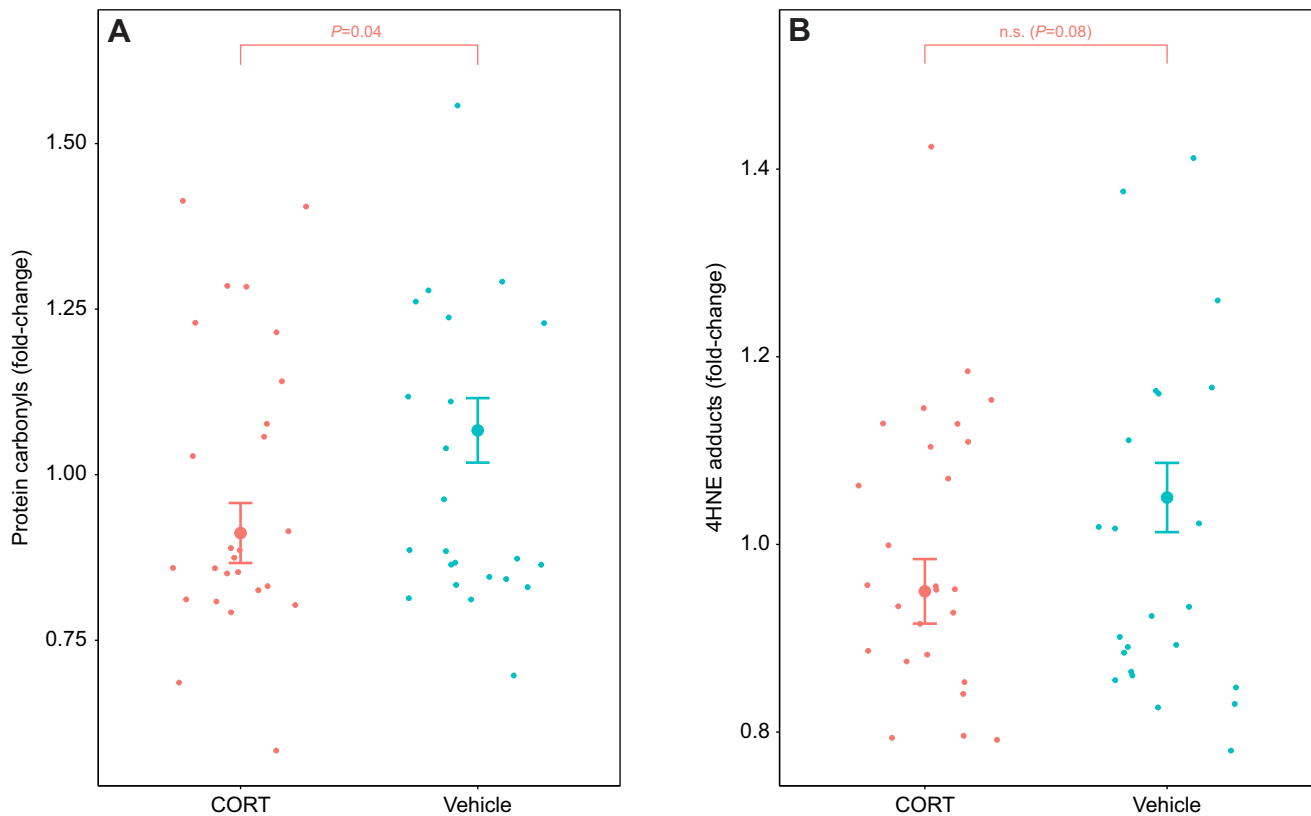 A
P=0.04
1.50
1.25
1.00
0.75
Protein carbonyls (fold-change)
CORT
Vehicle
B
n.s. (P=0.08)
1.4
1.2
1.0
0.8
4HNE adducts (fold-change)
CORT
Vehicle